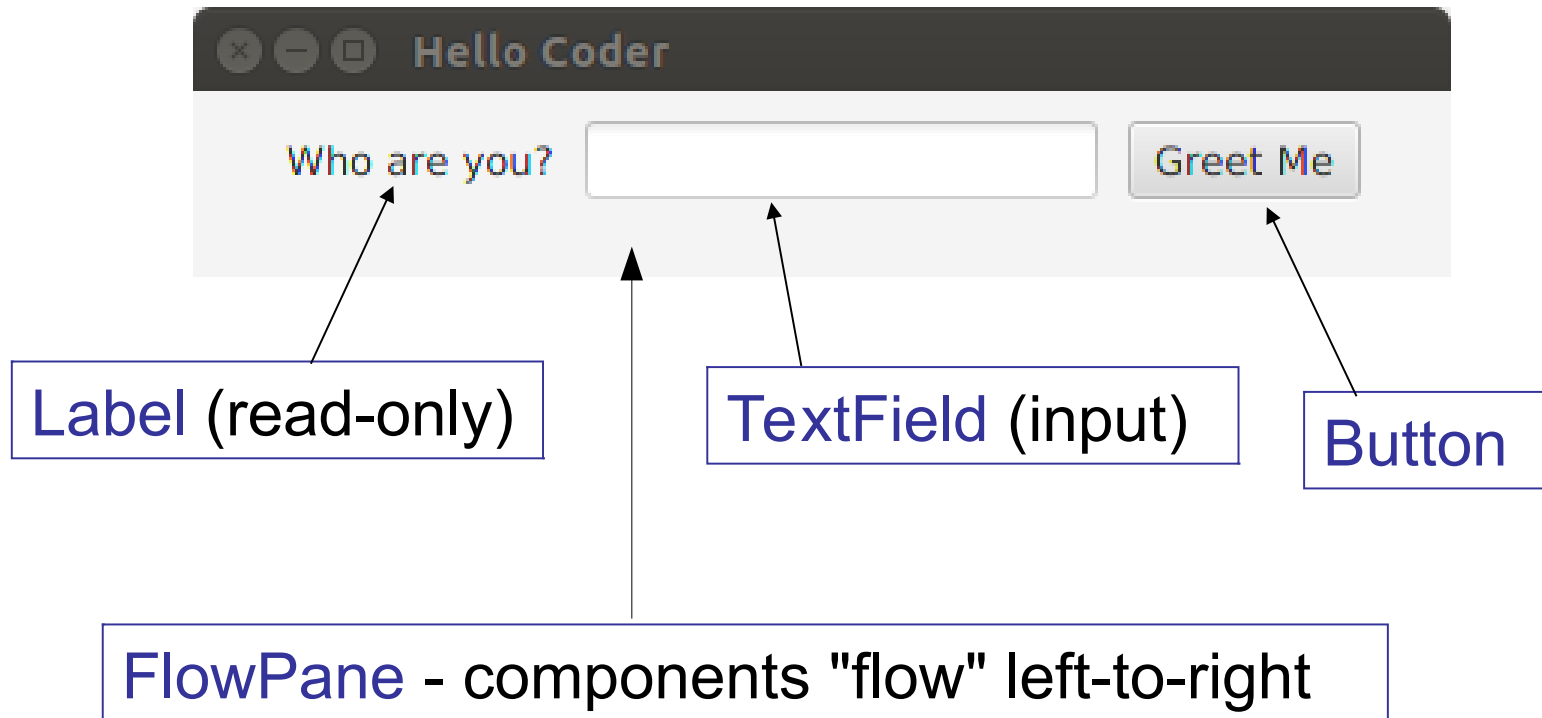 Hello Coder
Who are you?
Greet Me
Label (read-only)
TextField (input)
Button
FlowPane - components "flow" left-to-right